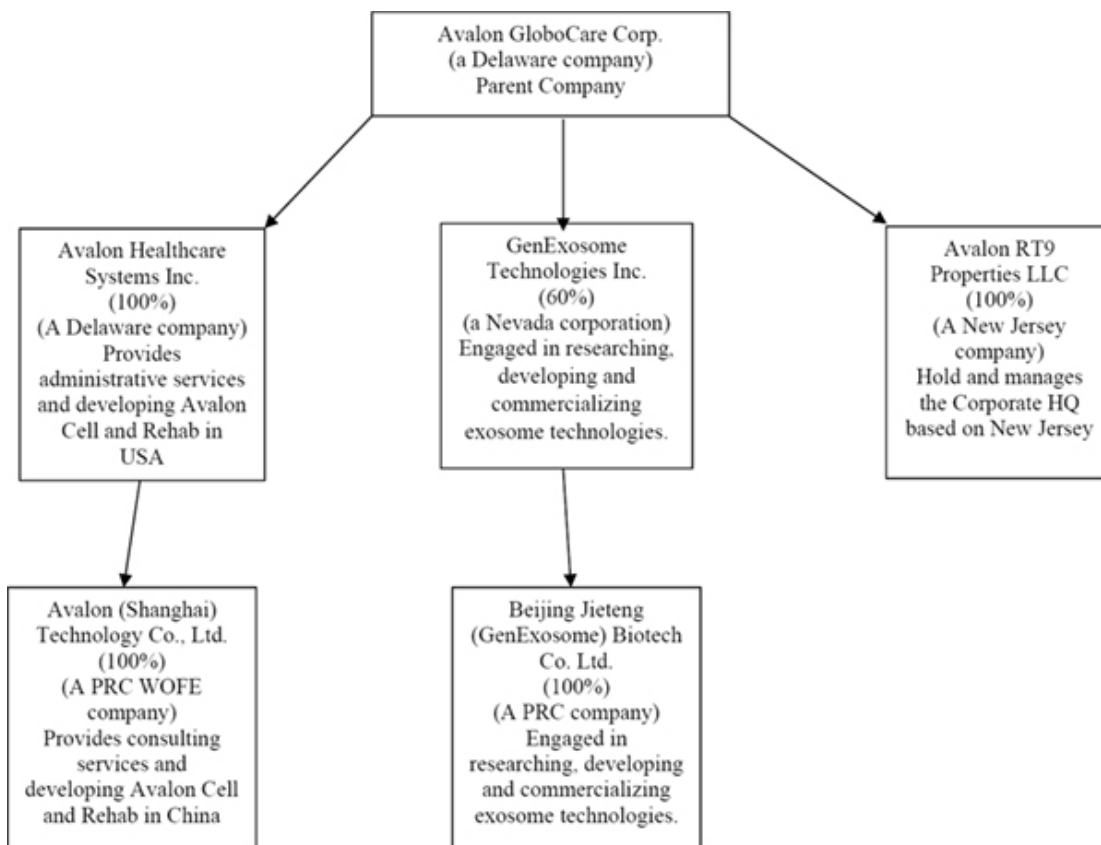 Avalon GloboCare Corp.
(a Delaware company)
Parent Company
Avalon Healthcare
Systems Inc.
(100%)
(A Delaware company)
Provides
administrative services
and developing Avalon
Cell and Rehab in
USA
GenExosome
Technologies Inc.
(60%)
(a Nevada corporation)
Engaged in researching,
developing and
commercializing
exosome technologies.
Avalon RT9
Properties LLC
(100%)
(A New Jersey
company)
Hold and manages
the Corporate HQ
based on New Jersey
Avalon (Shanghai)
Technology Co., Ltd.
(100%)
(A PRC WOFE
company)
Provides consulting
services and
developing Avalon Cell
and Rehab in China
Beijing Jieteng
(GenExosome) Biotech
Co. Ltd.
(100%)
(A PRC company)
Engaged in
researching, developing
and commercializing
exosome technologies.